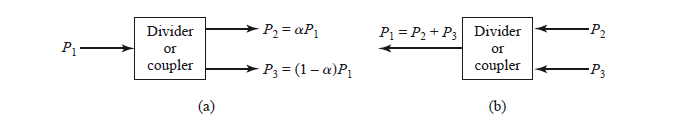 P₁ Divider or coupler P₂ = αP₁
P₃ = (1 – α)P₁
(a)
P₁ = P₂ + P₃ Divider or coupler P₂
P₃
(b)